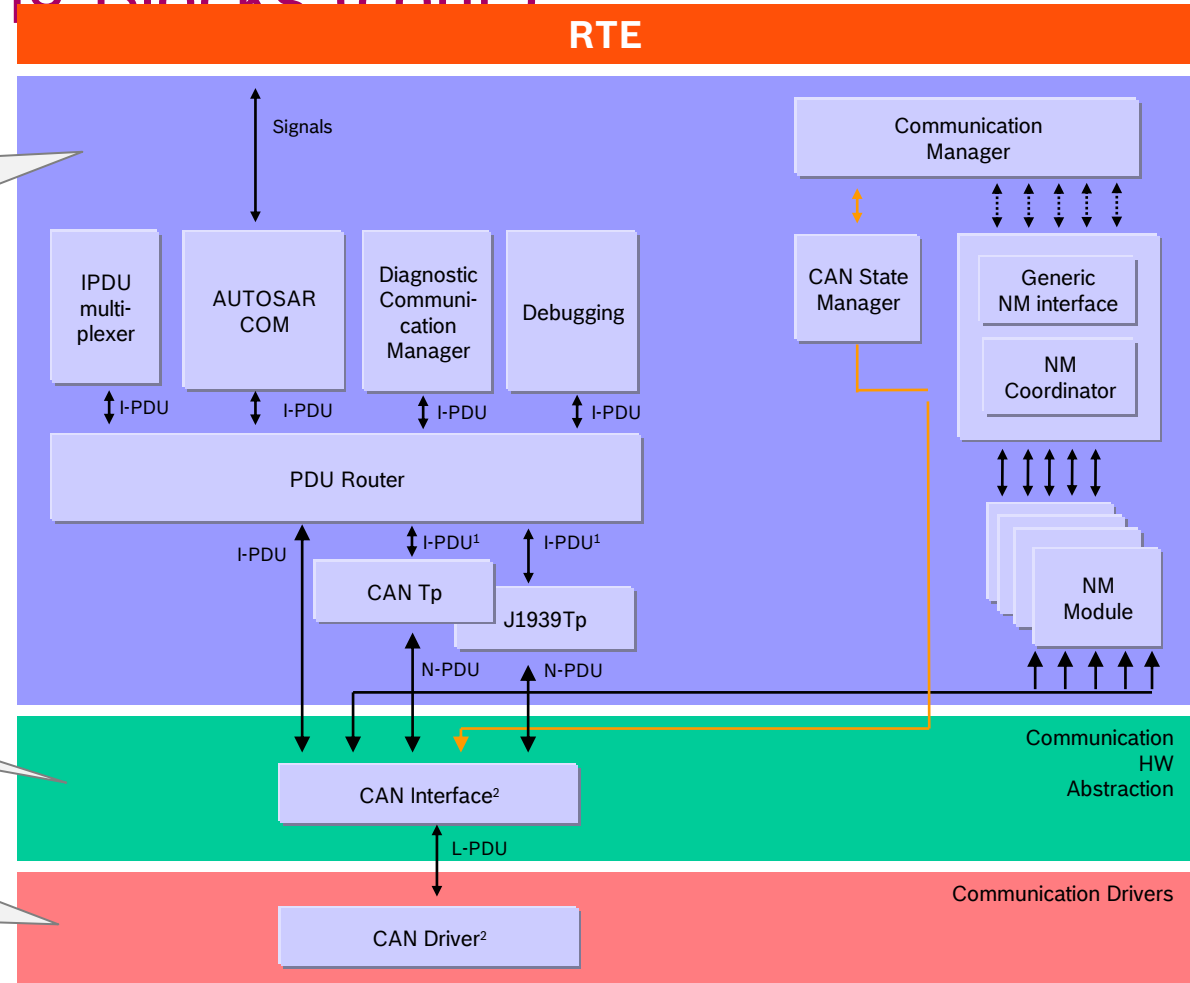 RTE
Signals
Communication
Manager
IPDU
multi-
plexer
AUTOSAR
COM
Diagnostic
Communi-
cation
Manager
Debugging
CAN State
Manager
Generic
NM interface
NM
Coordinator
I-PDU
I-PDU
I-PDU
I-PDU
PDU Router
I-PDU
I-PDU¹
I-PDU¹
CAN Tp
J1939Tp
NM
Module
N-PDU
N-PDU
Communication
HW
Abstraction
CAN Interface²
L-PDU
Communication Drivers
CAN Driver²